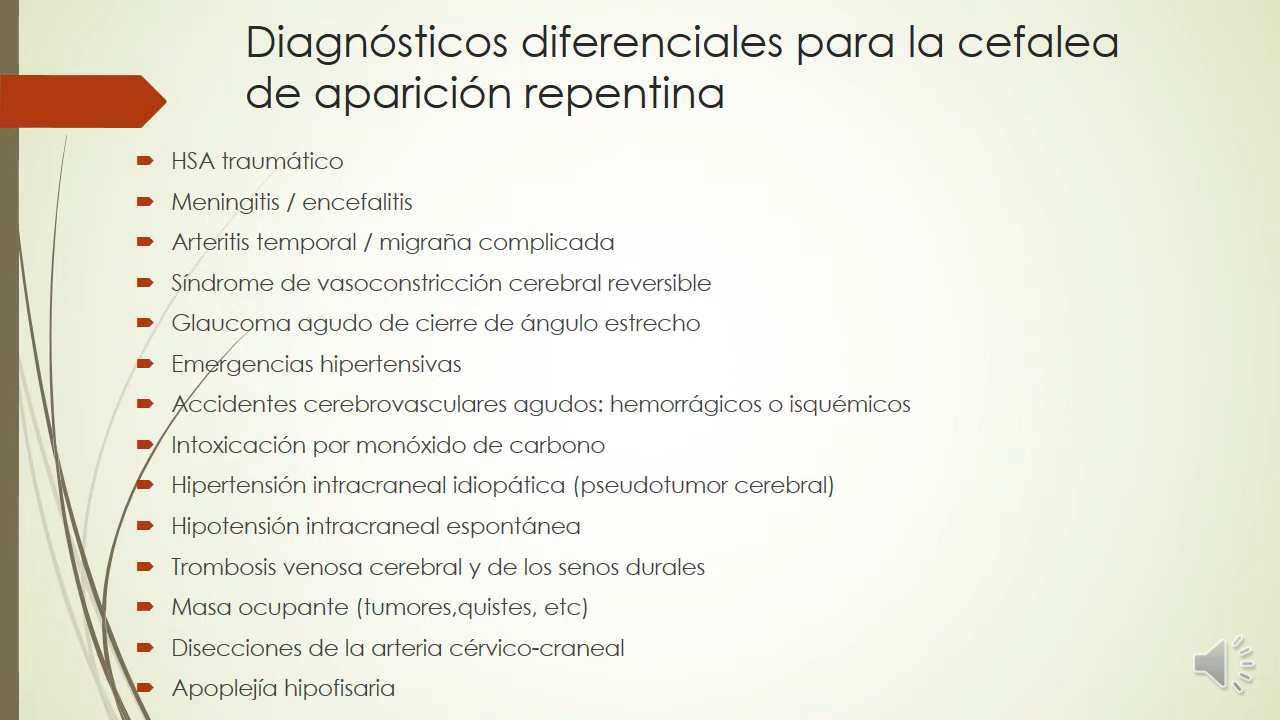 Diagnósticos diferenciales para la cefalea
de aparición repentina
HSA traumático
Meningitis / encefalitis
Arteritis temporal / migraña complicada
Síndrome de vasoconstricción cerebral reversible
Glaucoma agudo de cierre de ángulo estrecho
Emergencias hipertensivas
Accidentes cerebrovasculares agudos: hemorrágicos o isquémicos
Intoxicación por monóxido de carbono
Hipertensión intracraneal idiopática (pseudotumor cerebral)
Hipotensión intracraneal espontánea
Trombosis venosa cerebral y de los senos durales
Masa ocupante (tumores,quistes, etc)
Disecciones de la arteria cérvico-craneal
Apoplejía hipofisaria